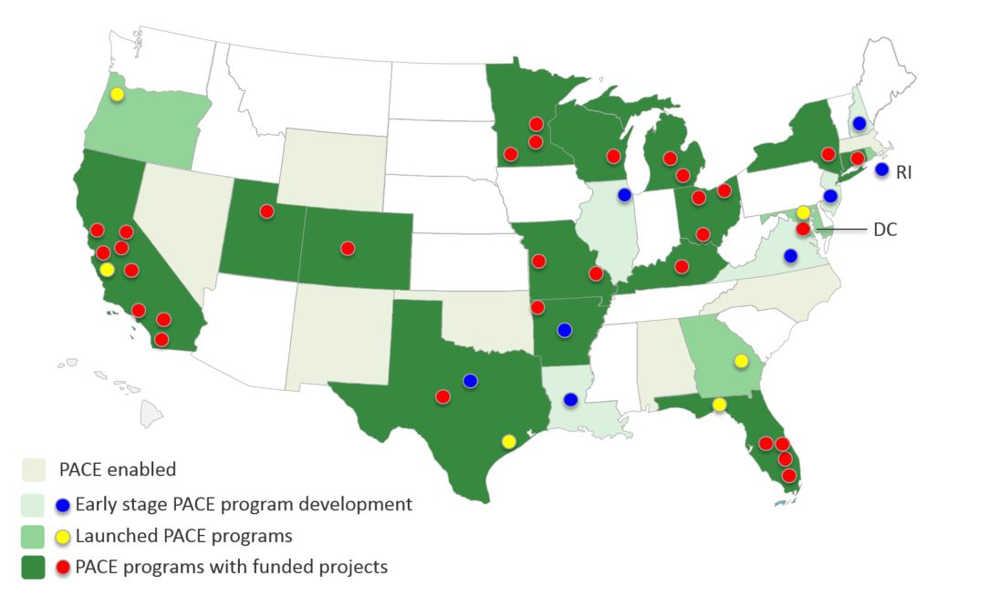 RI
DC
PACE enabled
Early stage PACE program development
Launched PACE programs
PACE programs with funded projects